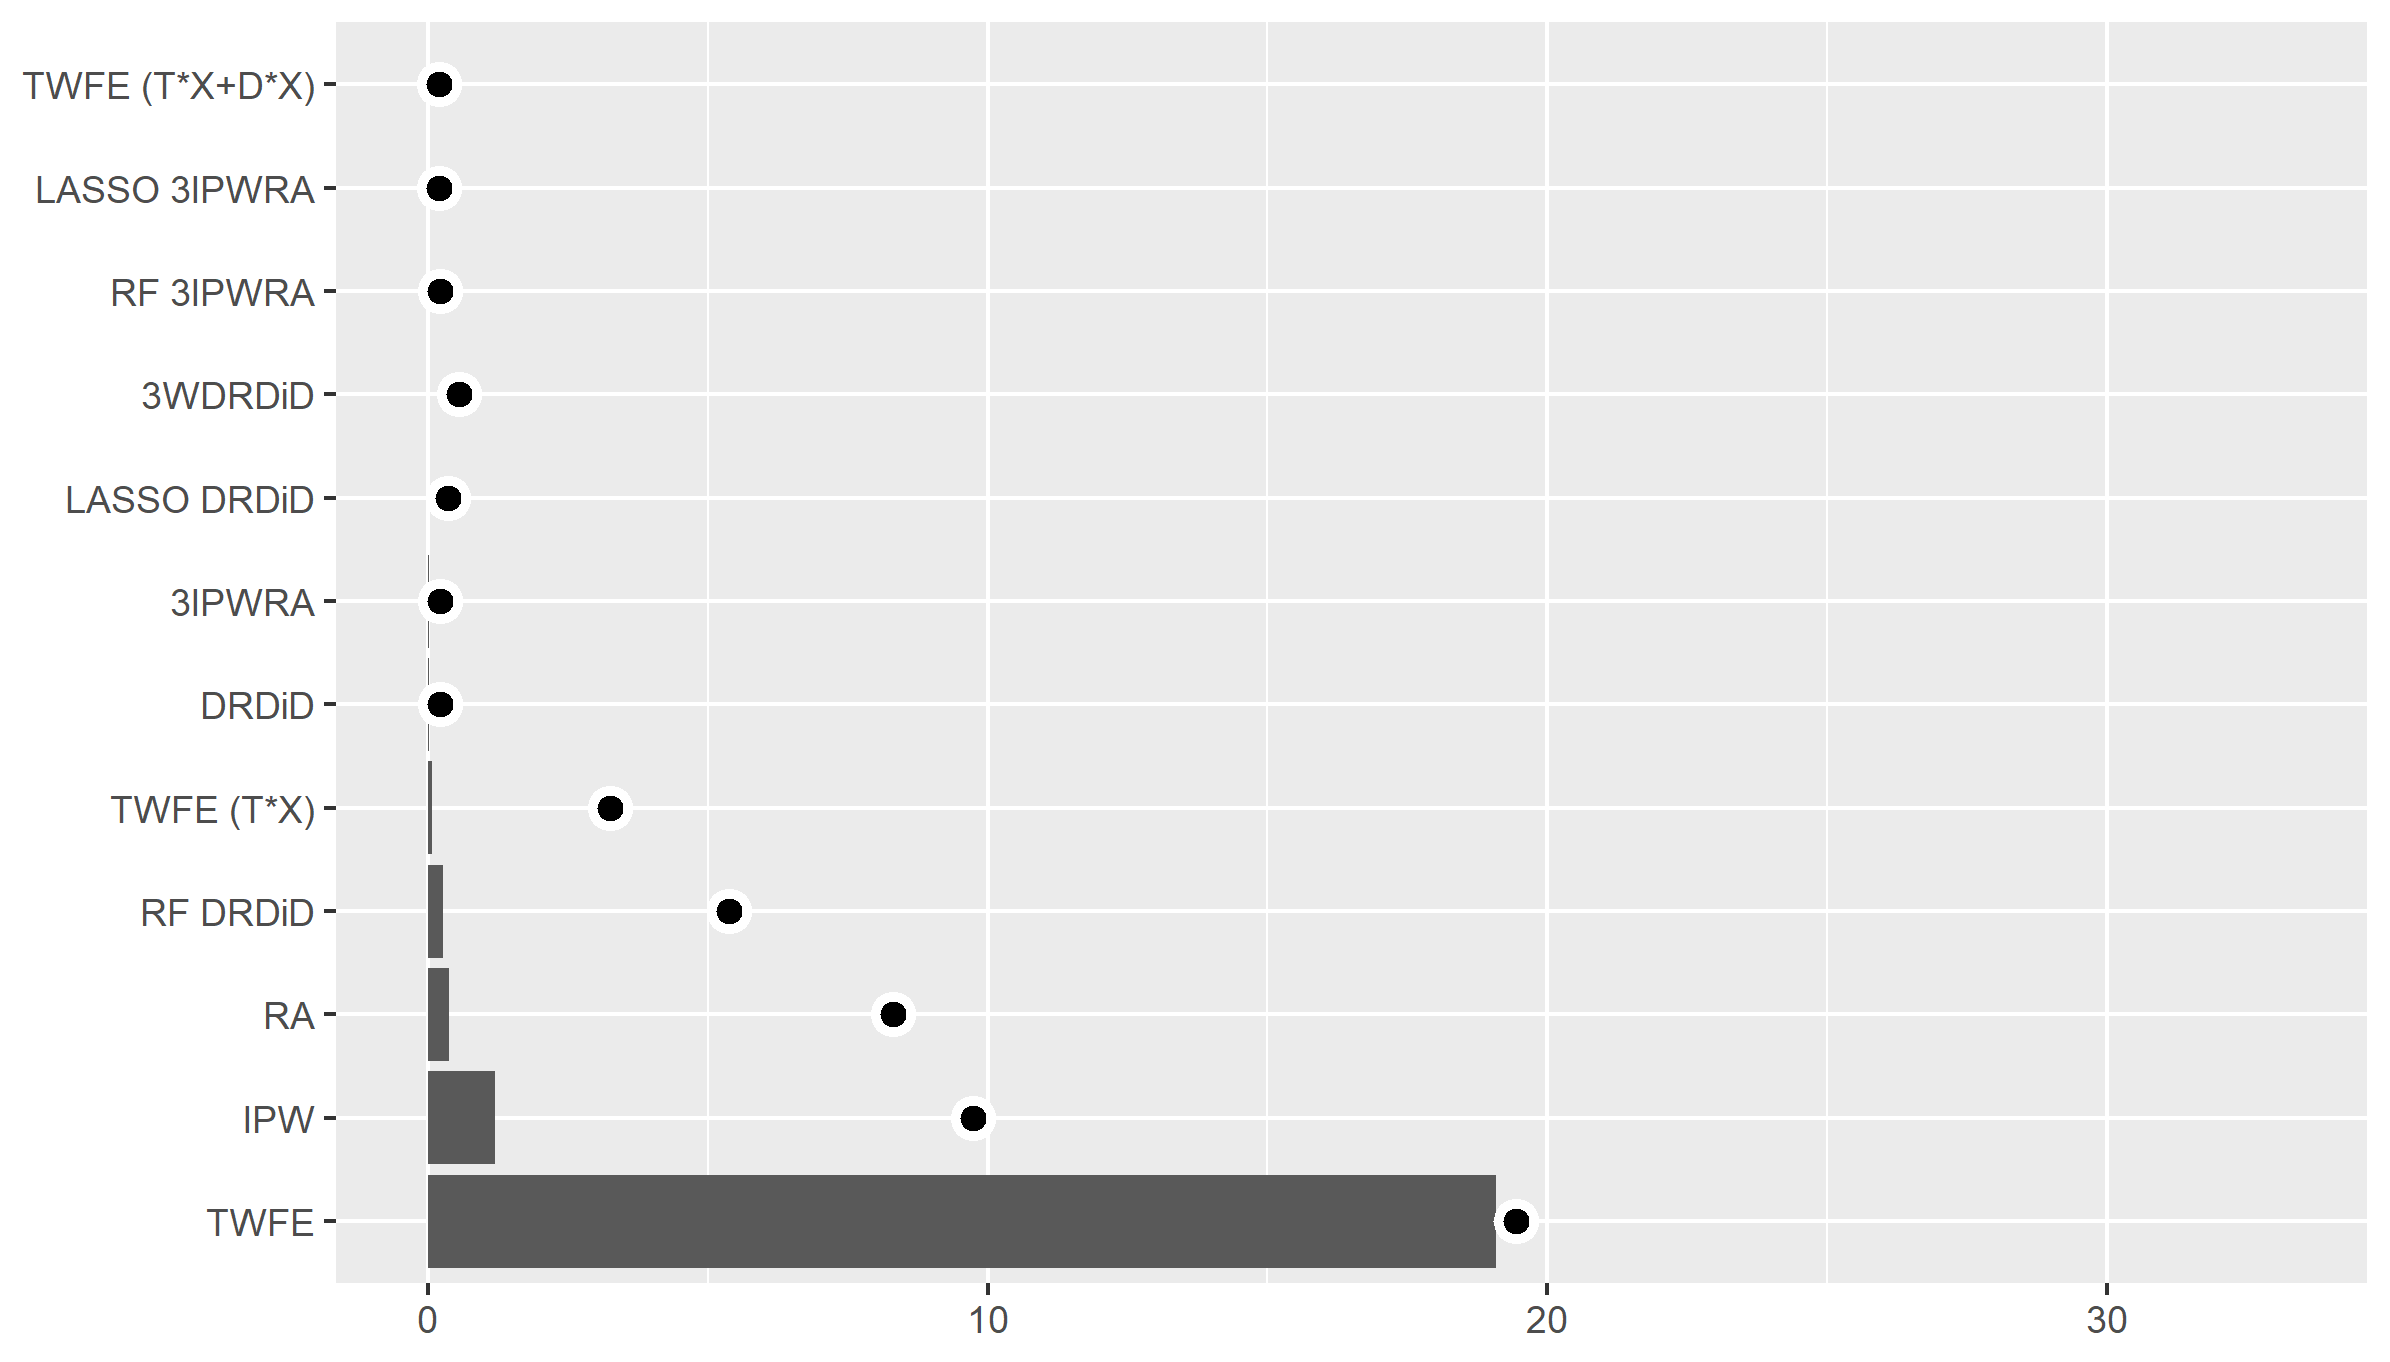 TWFE (T*X+D*X)
LASSO 3IPWRA
RF 3IPWRA
3WDRDiD
LASSO DRDiD
3IPWRA
DRDiD
TWFE (T*X)
RF DRDiD
RA
IPW
TWFE
0 10 20 30